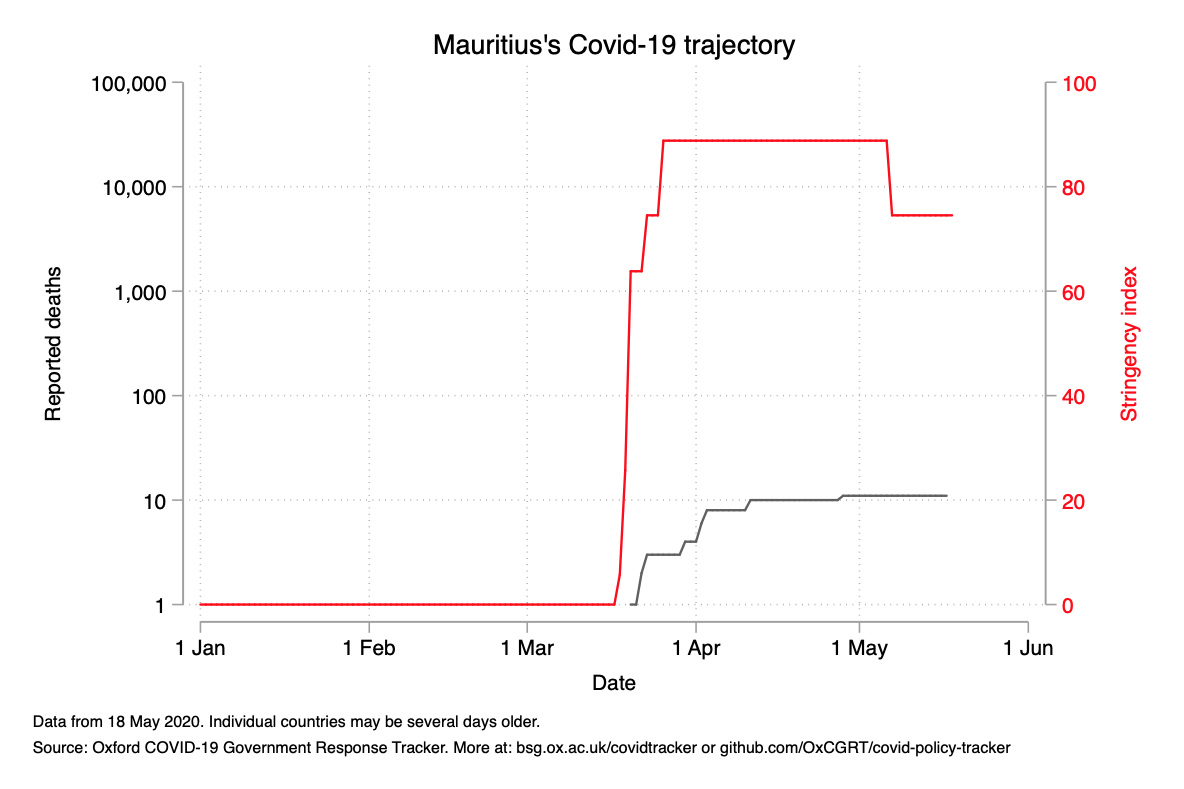 Mauritius's Covid-19 trajectory
100,000
10,000
1,000
100
10
1
Reported deaths
100
80
60
40
20
0
Stringency index
1 Jan
1 Feb
1 Mar
1 Apr
1 May
1 Jun
Date
Data from 18 May 2020. Individual countries may be several days older.
Source: Oxford COVID-19 Government Response Tracker. More at: bsg.ox.ac.uk/covidtracker or github.com/OxCGRT/covid-policy-tracker